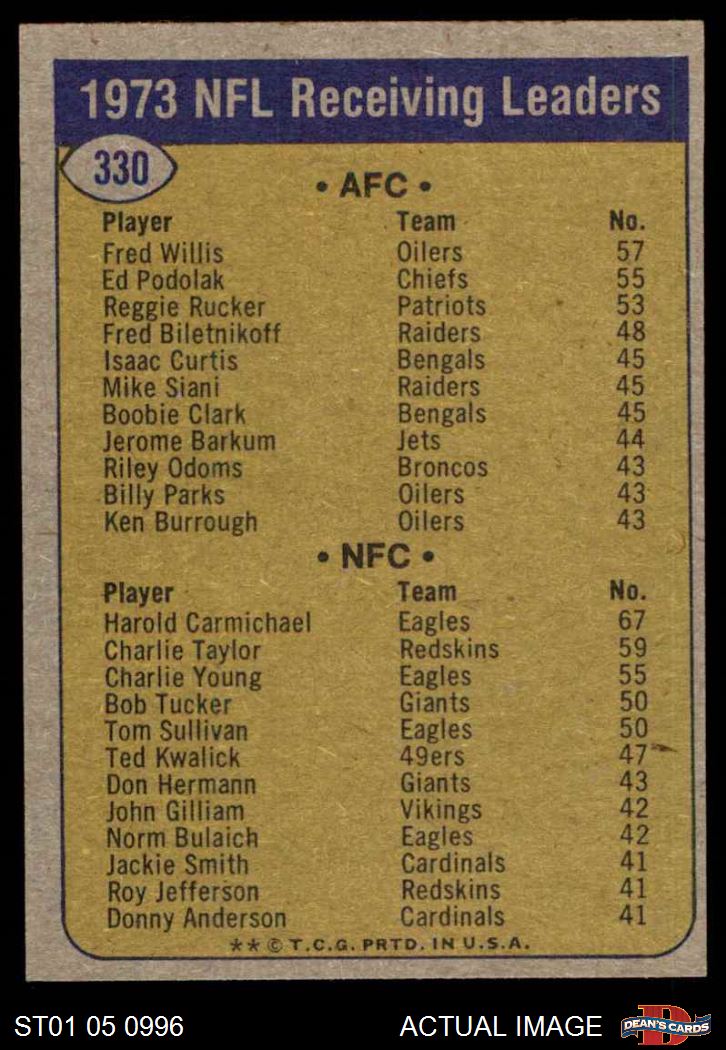 1973 NFL Receiving Leaders
330
• AFC •
Player Team No.
Fred Willis Oilers 57
Ed Podolak Chiefs 55
Reggie Rucker Patriots 53
Fred Biletnikoff Raiders 48
Isaac Curtis Bengals 45
Mike Siani Raiders 45
Boobie Clark Bengals 45
Jerome Barkum Jets 44
Riley Odoms Broncos 43
Billy Parks Oilers 43
Ken Burrough Oilers 43
• NFC •
Player Team No.
Harold Carmichael Eagles 67
Charlie Taylor Redskins 59
Charlie Young Eagles 55
Bob Tucker Giants 50
Tom Sullivan Eagles 50
Ted Kwalick 49ers 47
Don Hermann Giants 43
John Gilliam Vikings 42
Norm Bulaich Eagles 42
Jackie Smith Cardinals 41
Roy Jefferson Redskins 41
Donny Anderson Cardinals 41
** © T.C.G. PRTD. IN U.S.A.
ST01 05 0996 ACTUAL IMAGE D DEAN'S CARDS